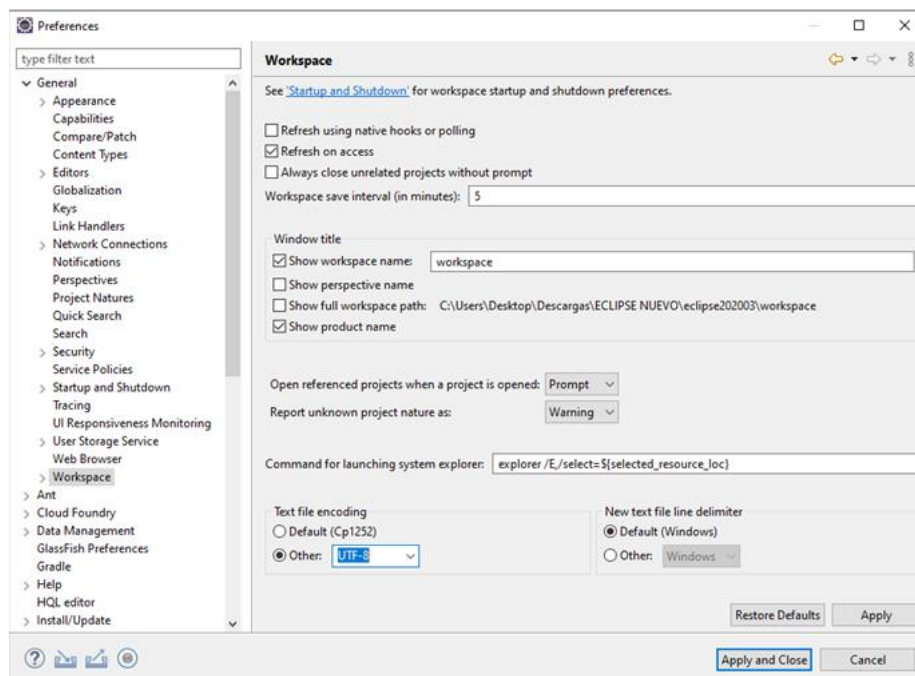 Preferences
type filter text
General
Appearance
Capabilities
Compare/Patch
Content Types
Editors
Globalization
Keys
Link Handlers
Network Connections
Notifications
Perspectives
Project Natures
Quick Search
Search
Security
Service Policies
Startup and Shutdown
Tracing
UI Responsiveness Monitoring
User Storage Service
Web Browser
Workspace
Ant
Cloud Foundry
Data Management
GlassFish Preferences
Gradle
Help
HQL editor
Install/Update
Workspace
See 'Startup and Shutdown' for workspace startup and shutdown preferences.
Refresh using native hooks or polling
Refresh on access
Always close unrelated projects without prompt
Workspace save interval (in minutes): 5
Window title
Show workspace name: workspace
Show perspective name
Show full workspace path: C:\Users\Desktop\Descargas\ECLIPSE NUEVO\eclipse202003\workspace
Show product name
Open referenced projects when a project is opened: Prompt
Report unknown project nature as: Warning
Command for launching system explorer: explorer /E,/select=${selected_resource_loc}
Text file encoding
Default (Cp1252)
Other: UTF-8
New text file line delimiter
Default (Windows)
Other: Windows
Restore Defaults Apply
Apply and Close Cancel